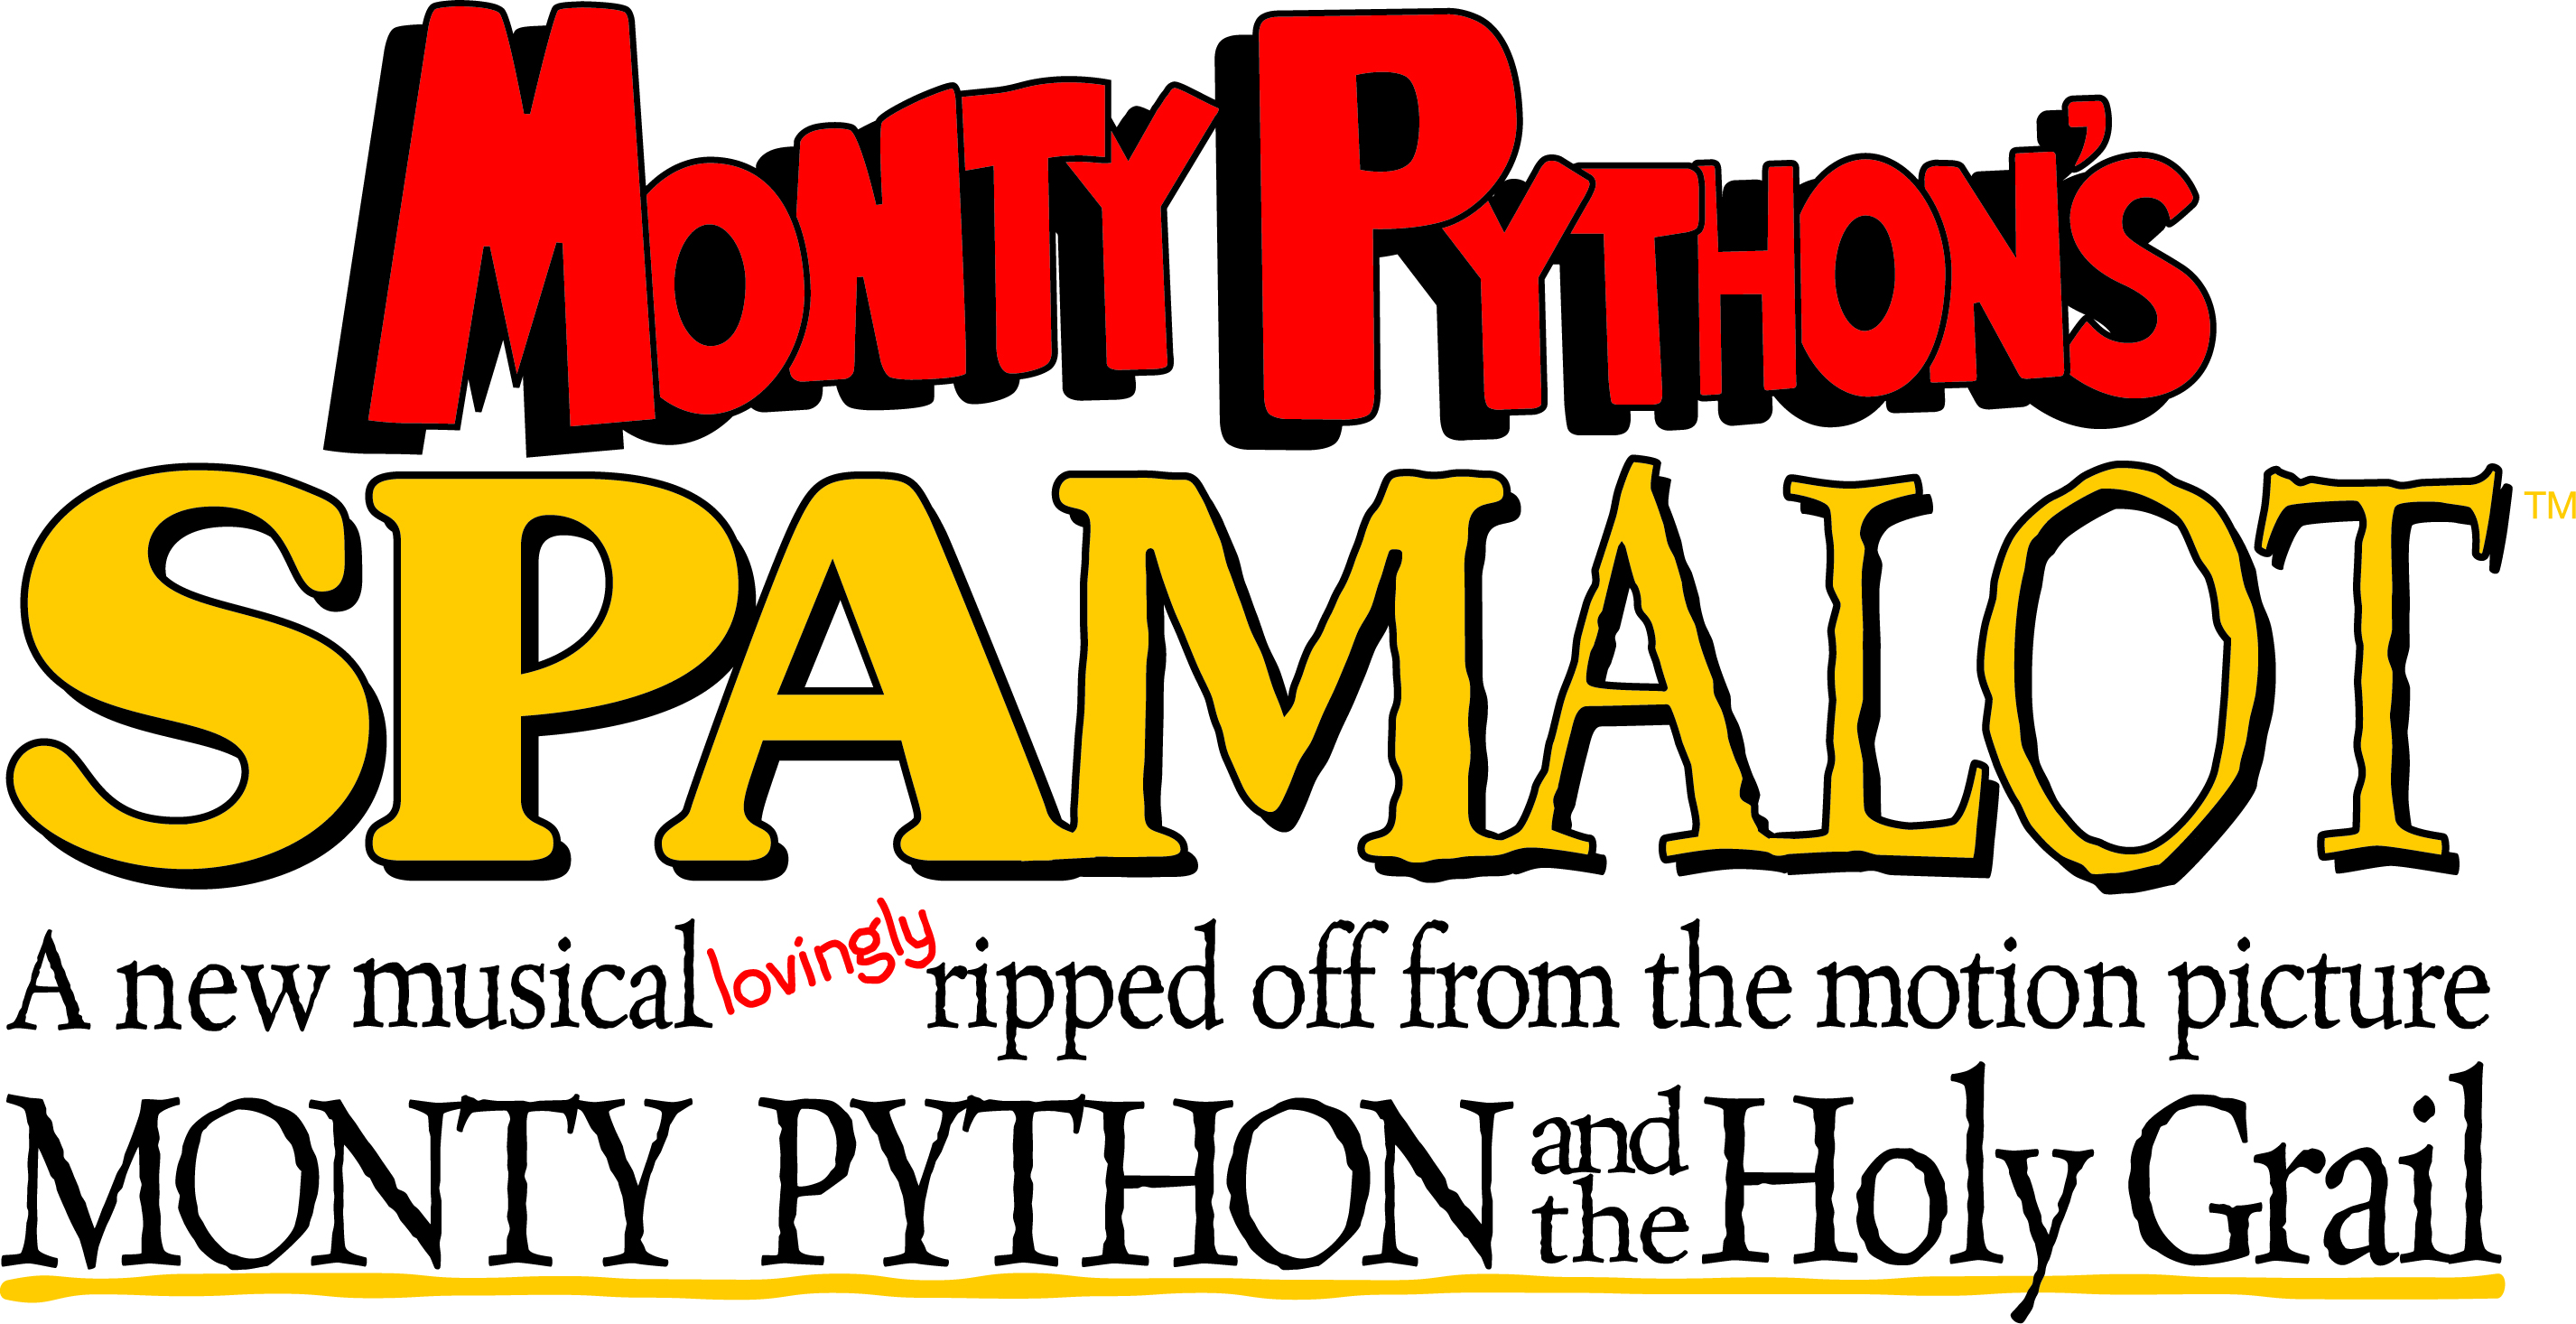 MONTY PYTHON'S
SPAMALOT™
A new musical lovingly ripped off from the motion picture
MONTY PYTHON and the Holy Grail